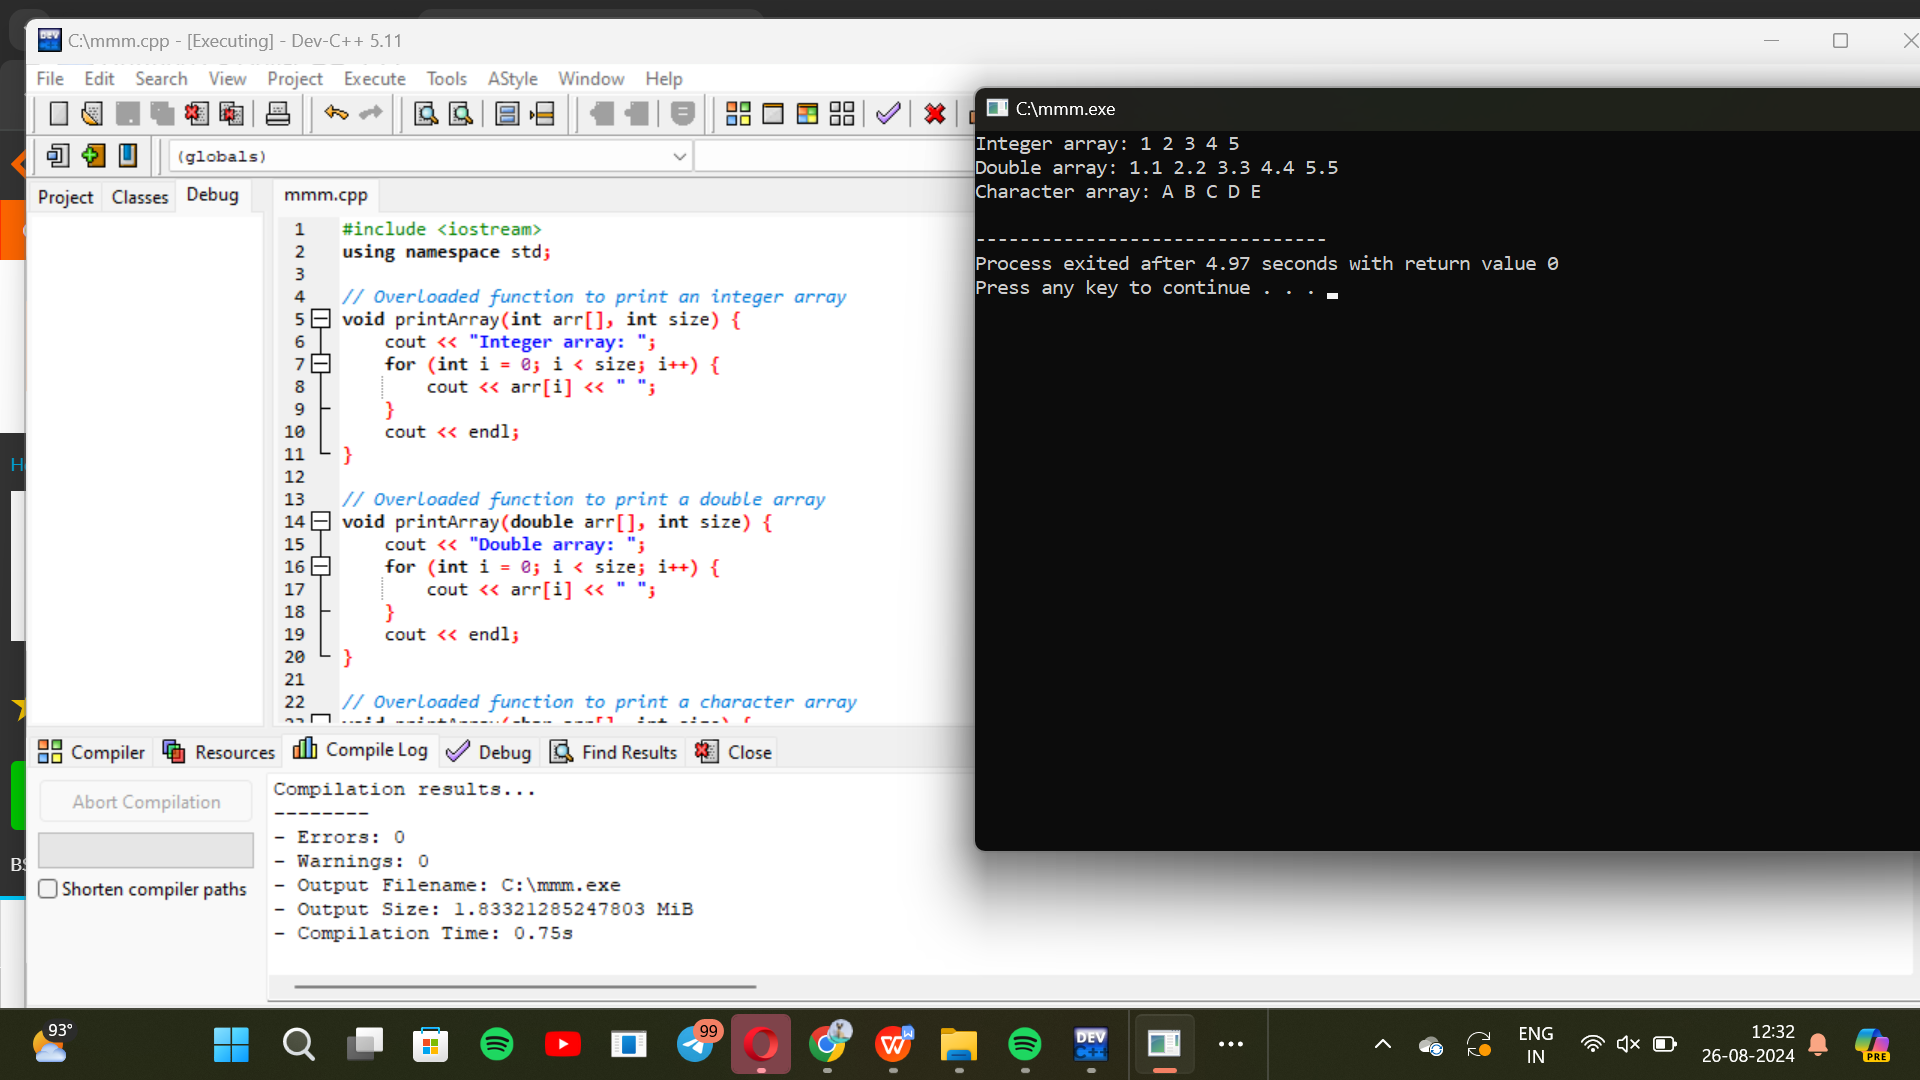 C:\mmm.cpp - [Executing] - Dev-C++ 5.11
File Edit Search View Project Execute Tools AStyle Window Help
(globals)
Project Classes Debug
mmm.cpp
1 #include <iostream>
2 using namespace std;
3
4 // Overloaded function to print an integer array
5 void printArray(int arr[], int size) {
6 cout << "Integer array: ";
7 for (int i = 0; i < size; i++) {
8 cout << arr[i] << " ";
9 }
10 cout << endl;
11 }
12
13 // Overloaded function to print a double array
14 void printArray(double arr[], int size) {
15 cout << "Double array: ";
16 for (int i = 0; i < size; i++) {
17 cout << arr[i] << " ";
18 }
19 cout << endl;
20 }
21
22 // Overloaded function to print a character array
C:\mmm.exe
Integer array: 1 2 3 4 5
Double array: 1.1 2.2 3.3 4.4 5.5
Character array: A B C D E
--------------------------------
Process exited after 4.97 seconds with return value 0
Press any key to continue . . .
Compiler Resources Compile Log Debug Find Results Close
Abort Compilation
Shorten compiler paths
Compilation results...
--------
- Errors: 0
- Warnings: 0
- Output Filename: C:\mmm.exe
- Output Size: 1.83321285247803 MiB
- Compilation Time: 0.75s
93°
99
DEV
C++
ENG
IN
12:32
26-08-2024
PRE